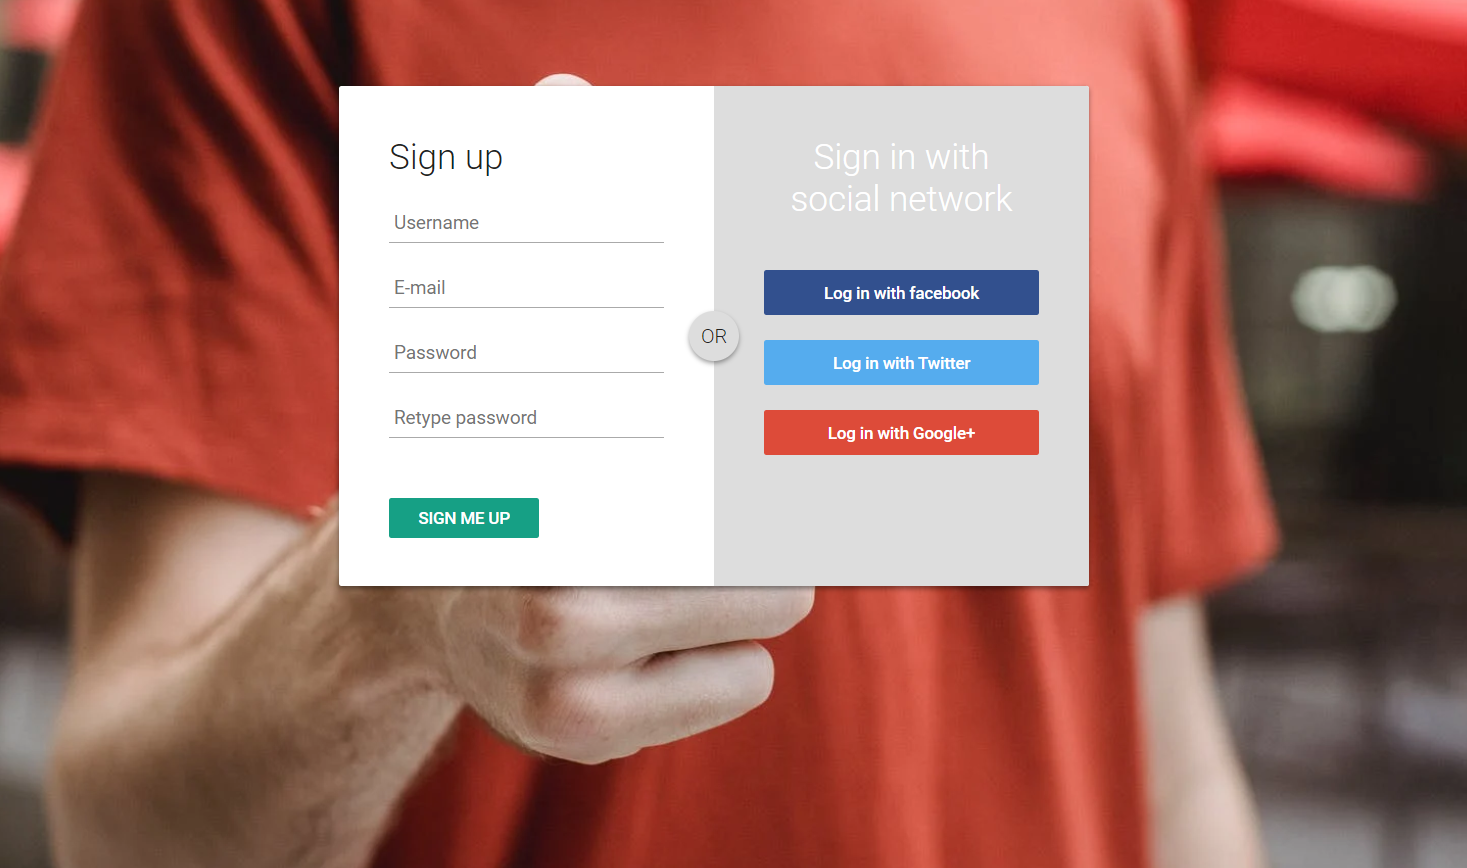 Sign up
Username
E-mail
Password
Retype password
SIGN ME UP
OR
Sign in with
social network
Log in with facebook
Log in with Twitter
Log in with Google+